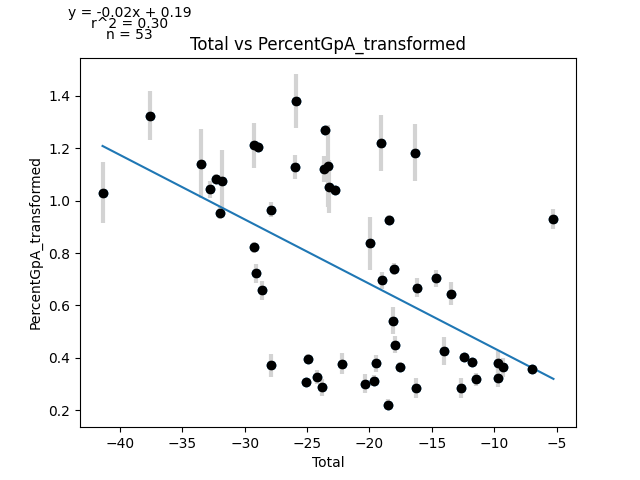 y = -0.02x + 0.19
r^2 = 0.30
n = 53
Total vs PercentGpA_transformed
PercentGpA_transformed
1.4
1.2
1.0
0.8
0.6
0.4
0.2
−40
−35
−30
−25
−20
−15
−10
−5
Total